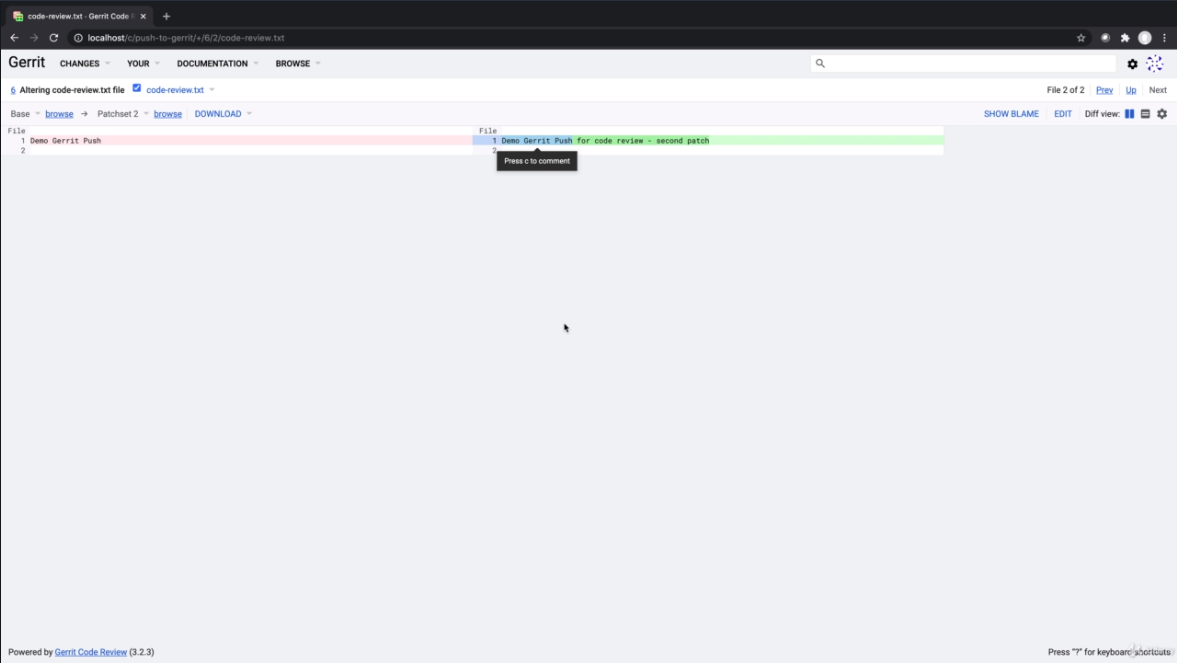 code-review.txt · Gerrit Code R
localhost/c/push-to-gerrit/+/6/2/code-review.txt
Gerrit CHANGES YOUR DOCUMENTATION BROWSE
6 Altering code-review.txt file code-review.txt File 2 of 2 Prev Up Next
Base browse → Patchset 2 browse DOWNLOAD SHOW BLAME EDIT Diff view:
File File
1 Demo Gerrit Push 1 Demo Gerrit Push for code review - second patch
2 2
Press c to comment
Powered by Gerrit Code Review (3.2.3) Press "?" for keyboard shortcuts